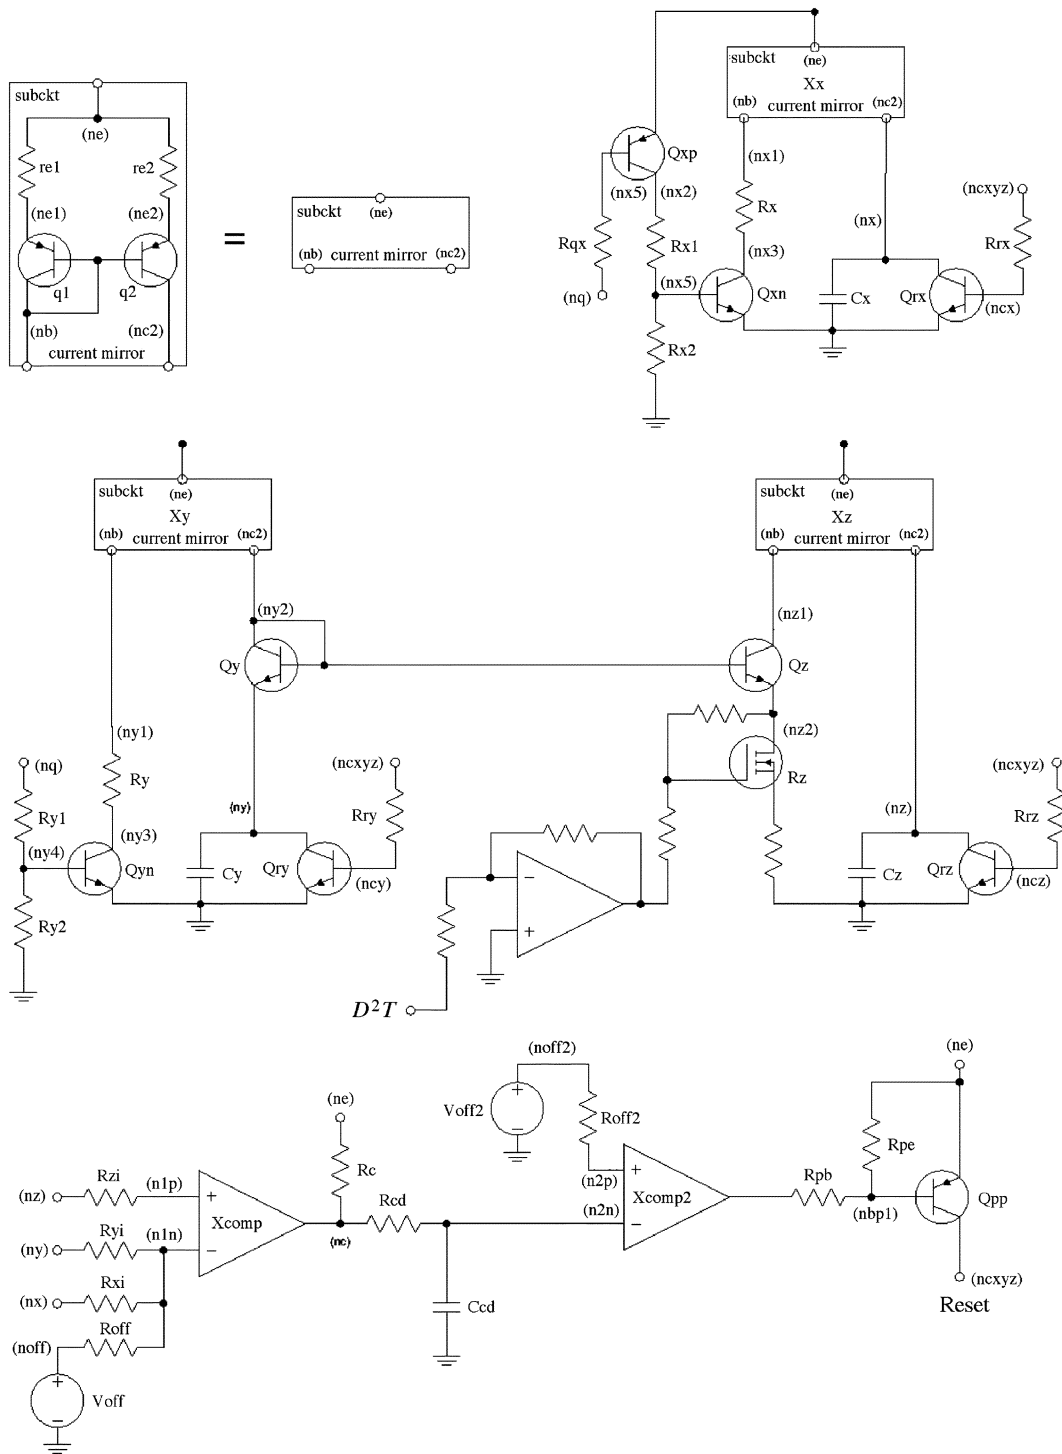 subckt
(ne)
re1
re2
(ne1)
(ne2)
q1
q2
(nb)
(nc2)
current mirror
=
subckt
(ne)
(nb)
current mirror
(nc2)
subckt
(ne)
Xx
(nb)
current mirror
(nc2)
Qxp
(nx5)
(nx2)
(nx1)
Rx
(nx)
(ncxyz)
Rqx
Rx1
(nx3)
Rrx
(nq)
(nx5)
Qxn
Cx
Qrx
(ncx)
Rx2
subckt
(ne)
Xy
(nb)
current mirror
(nc2)
subckt
(ne)
Xz
(nb)
current mirror
(nc2)
(ny2)
(nz1)
Qy
Qz
(ny1)
(nz2)
(nq)
Ry
(ncxyz)
Rz
(ncxyz)
Ry1
(ny)
Rry
(nz)
Rrz
(ny4)
(ny3)
Qyn
Cy
Qry
(ncy)
Cz
Qrz
(ncz)
Ry2
−
+
D²T
(noff2)
(ne)
(ne)
Voff2
+
−
Roff2
Rpe
Rzi
Rc
(nz)
(n1p)
+
Xcomp
Rcd
(n2p)
+
Xcomp2
Rpb
Qpp
Ryi
(ny)
(n1n)
−
(nc)
(n2n)
−
(nbp1)
Rxi
(nx)
Ccd
(ncxyz)
Reset
Roff
(noff)
+
−
Voff